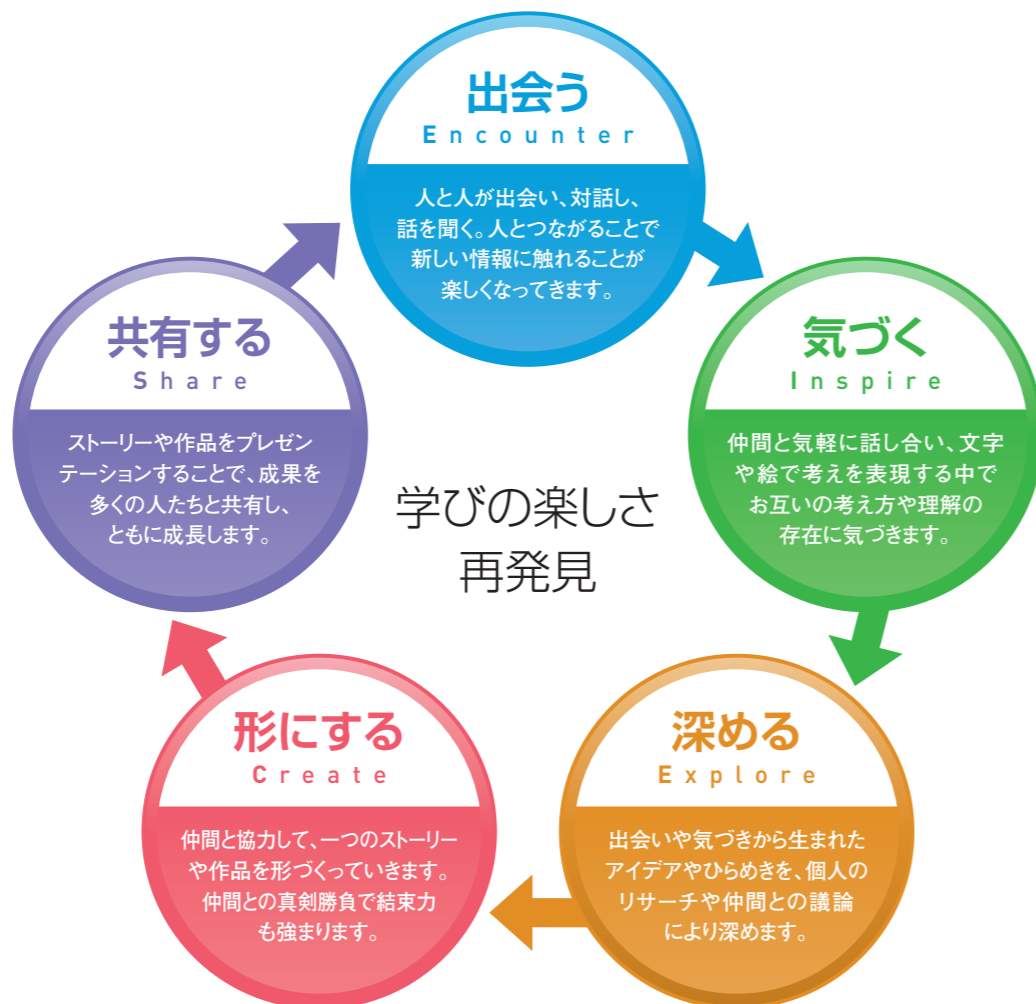 出会う
Encounter
人と人が出会い、対話し、
話を聞く。人とつながることで
新しい情報に触れることが
楽しくなってきます。
気づく
Inspire
仲間と気軽に話し合い、文字
や絵で考えを表現する中で
お互いの考え方や理解の
存在に気づきます。
深める
Explore
出会いや気づきから生まれた
アイデアやひらめきを、個人の
リサーチや仲間との議論
により深めます。
形にする
Create
仲間と協力して、一つのストーリー
や作品を形づくっていきます。
仲間との真剣勝負で結束力
も強まります。
共有する
Share
ストーリーや作品をプレゼン
テーションすることで、成果を
多くの人たちと共有し、
ともに成長します。
学びの楽しさ
再発見